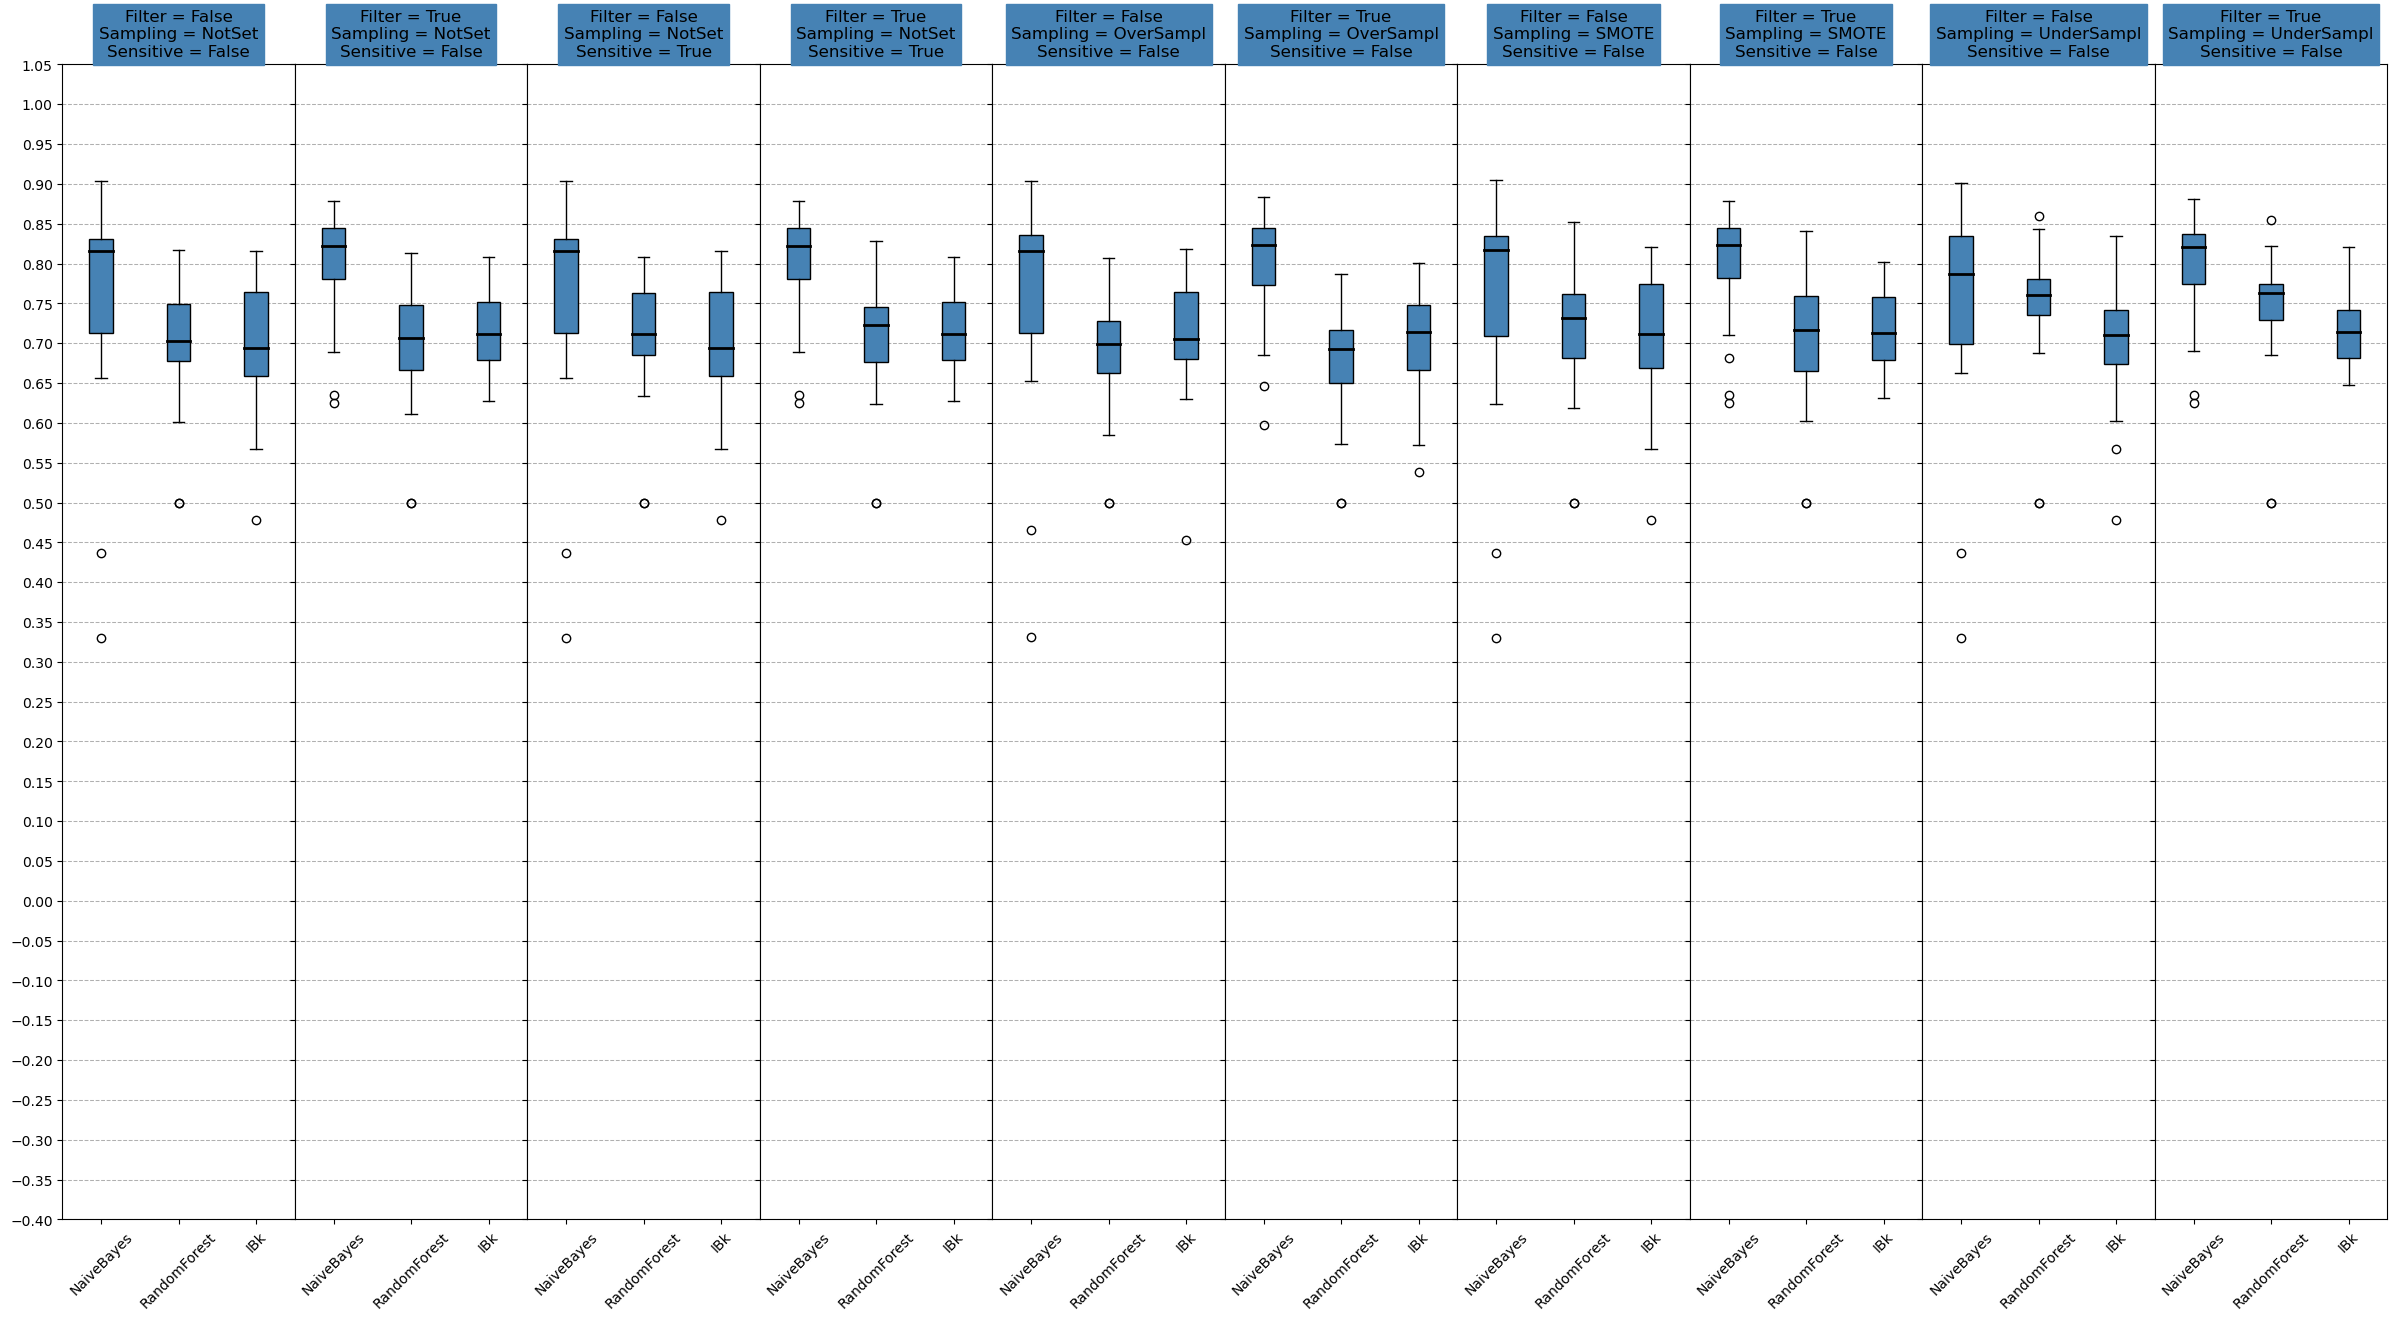 Filter = False
Sampling = NotSet
Sensitive = False
Filter = True
Sampling = NotSet
Sensitive = False
Filter = False
Sampling = NotSet
Sensitive = True
Filter = True
Sampling = NotSet
Sensitive = True
Filter = False
Sampling = OverSampl
Sensitive = False
Filter = True
Sampling = OverSampl
Sensitive = False
Filter = False
Sampling = SMOTE
Sensitive = False
Filter = True
Sampling = SMOTE
Sensitive = False
Filter = False
Sampling = UnderSampl
Sensitive = False
Filter = True
Sampling = UnderSampl
Sensitive = False
1.05
1.00
0.95
0.90
0.85
0.80
0.75
0.70
0.65
0.60
0.55
0.50
0.45
0.40
0.35
0.30
0.25
0.20
0.15
0.10
0.05
0.00
−0.05
−0.10
−0.15
−0.20
−0.25
−0.30
−0.35
−0.40
NaiveBayes
RandomForest
IBk
NaiveBayes
RandomForest
IBk
NaiveBayes
RandomForest
IBk
NaiveBayes
RandomForest
IBk
NaiveBayes
RandomForest
IBk
NaiveBayes
RandomForest
IBk
NaiveBayes
RandomForest
IBk
NaiveBayes
RandomForest
IBk
NaiveBayes
RandomForest
IBk
NaiveBayes
RandomForest
IBk